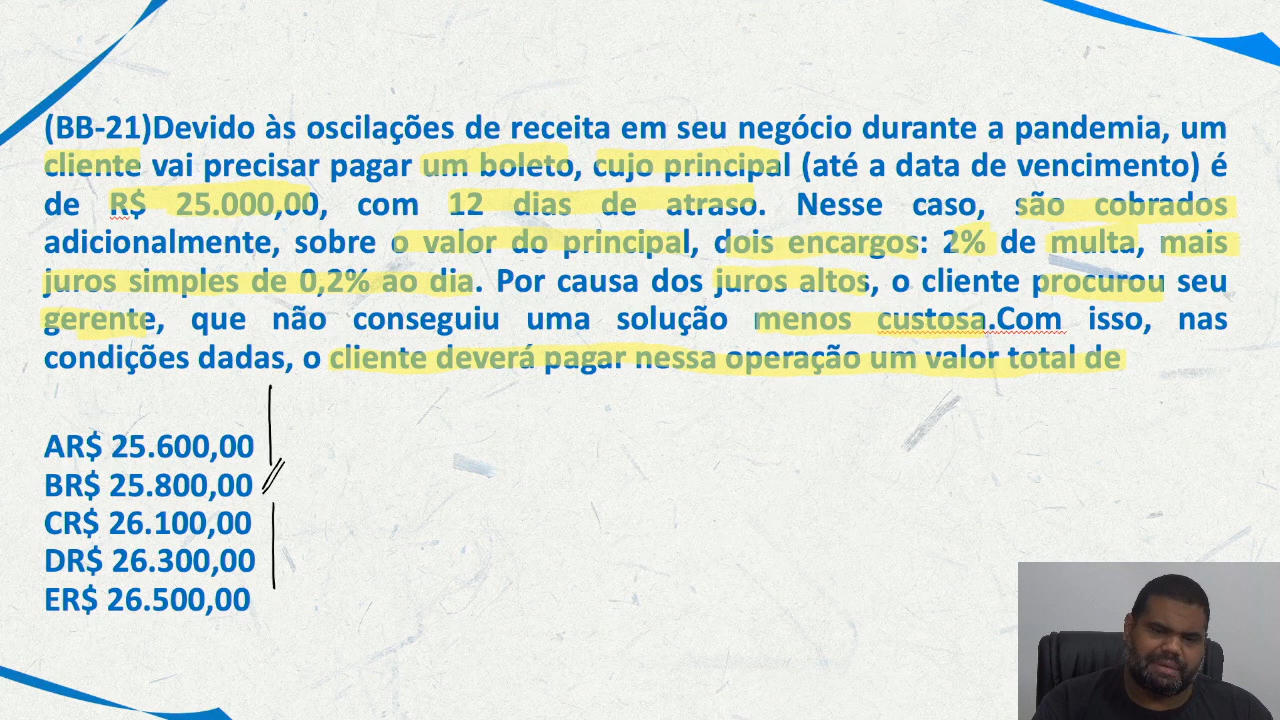 (BB-21)Devido às oscilações de receita em seu negócio durante a pandemia, um
cliente vai precisar pagar um boleto, cujo principal (até a data de vencimento) é
de R$ 25.000,00, com 12 dias de atraso. Nesse caso, são cobrados
adicionalmente, sobre o valor do principal, dois encargos: 2% de multa, mais
juros simples de 0,2% ao dia. Por causa dos juros altos, o cliente procurou seu
gerente, que não conseguiu uma solução menos custosa.Com isso, nas
condições dadas, o cliente deverá pagar nessa operação um valor total de
AR$ 25.600,00
BR$ 25.800,00
CR$ 26.100,00
DR$ 26.300,00
ER$ 26.500,00